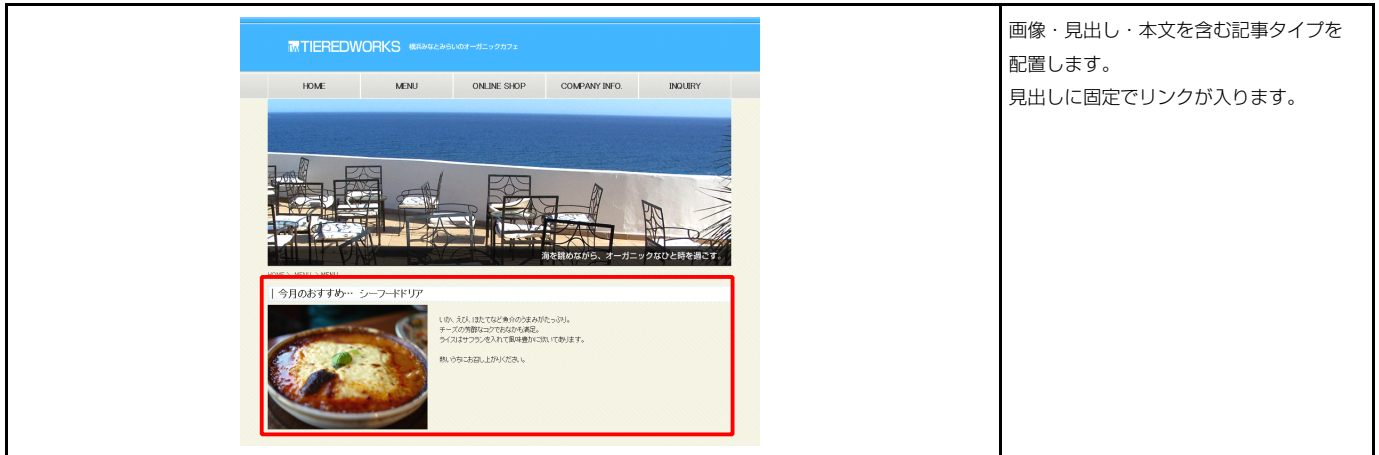 TIEREDWORKS 横浜みなとみらいのオーガニックカフェ
HOME MENU ONLINE SHOP COMPANY INFO. INQUIRY
海を眺めながら、オーガニックなひと時を過ごす。
HOME > MENU > MENU
| 今月のおすすめ… シーフードドリア
いか、えび、ほたてなど魚介のうまみがたっぷり。
チーズの芳醇なコクでおなかも満足。
ライスはサフランを入れて風味豊かに炊いてあります。
熱いうちにお召し上がりください。
画像・見出し・本文を含む記事タイプを
配置します。
見出しに固定でリンクが入ります。